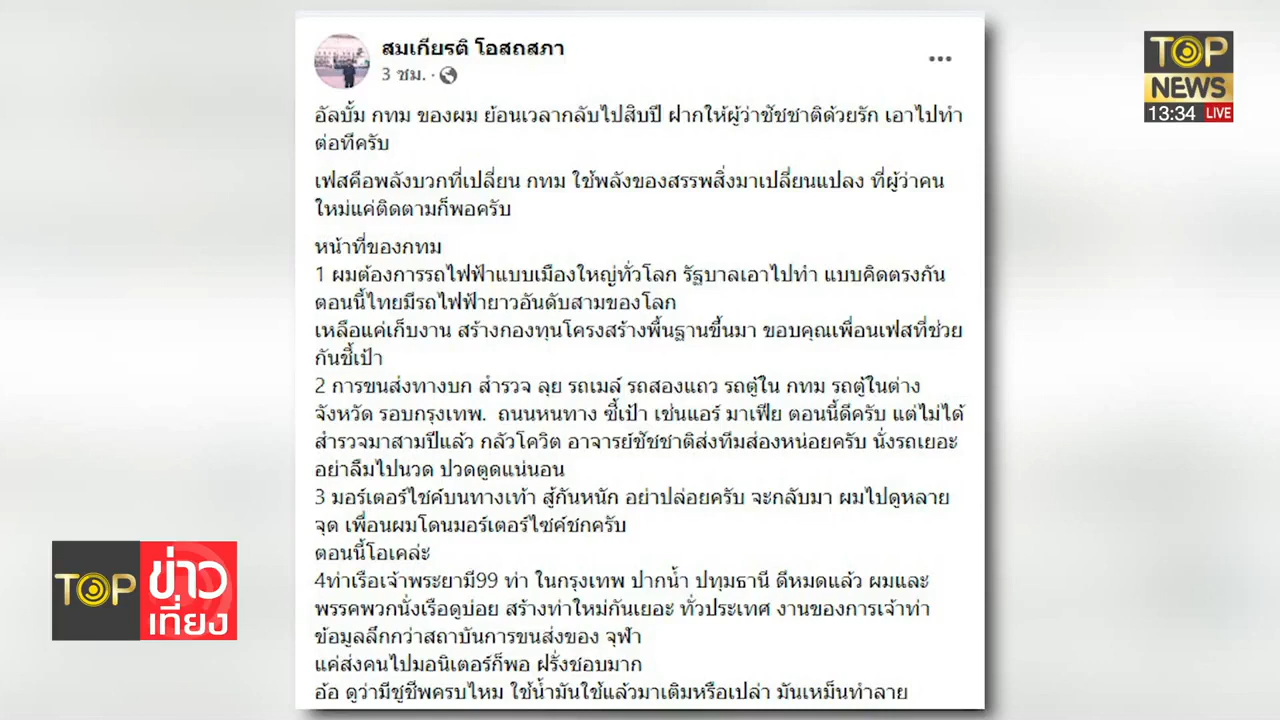 สมเกียรติ โอสถสภา
3 ชม. ·
อัลบั้ม กทม ของผม ย้อนเวลากลับไปสิบปี ฝากให้ผู้ว่าชัชชาติด้วยรัก เอาไปทำ
ต่อทีครับ
เฟสคือพลังบวกที่เปลี่ยน กทม ใช้พลังของสรรพสิ่งมาเปลี่ยนแปลง ที่ผู้ว่าคน
ใหม่แค่ติดตามก็พอครับ
หน้าที่ของกทม
1 ผมต้องการรถไฟฟ้าแบบเมืองใหญ่ทั่วโลก รัฐบาลเอาไปทำ แบบคิดตรงกัน
ตอนนี้ไทยมีรถไฟฟ้ายาวอันดับสามของโลก
เหลือแค่เก็บงาน สร้างกองทุนโครงสร้างพื้นฐานขึ้นมา ขอบคุณเพื่อนเฟสที่ช่วย
กันชี้เป้า
2 การขนส่งทางบก สำรวจ ลุย รถเมล์ รถสองแถว รถตู้ใน กทม รถตู้ในต่าง
จังหวัด รอบกรุงเทพ. ถนนหนทาง ชี้เป้า เช่นแอร์ มาเฟีย ตอนนี้ดีครับ แต่ไม่ได้
สำรวจมาสามปีแล้ว กลัวโควิต อาจารย์ชัชชาติส่งทีมส่องหน่อยครับ นั่งรถเยอะ
อย่าลืมไปนวด ปวดตูดแน่นอน
3 มอร์เตอร์ไซค์บนทางเท้า สู้กันหนัก อย่าปล่อยครับ จะกลับมา ผมไปดูหลาย
จุด เพื่อนผมโดนมอร์เตอร์ไซค์ชกครับ
ตอนนี้โอเคล่ะ
4ท่าเรือเจ้าพระยามี99 ท่า ในกรุงเทพ ปากน้ำ ปทุมธานี ดีหมดแล้ว ผมและ
พรรคพวกนั่งเรือดูบ่อย สร้างท่าใหม่กันเยอะ ทั่วประเทศ งานของการเจ้าท่า
ข้อมูลลึกกว่าสถาบันการขนส่งของ จุฬา
แค่ส่งคนไปมอนิเตอร์ก็พอ ฝรั่งชอบมาก
อ้อ ดูว่ามีชูชีพครบไหม ใช้น้ำมันใช้แล้วมาเติมหรือเปล่า มันเหม็นทำลาย
TOP
NEWS
13:34 LIVE
TOP ข่าว
เที่ยง